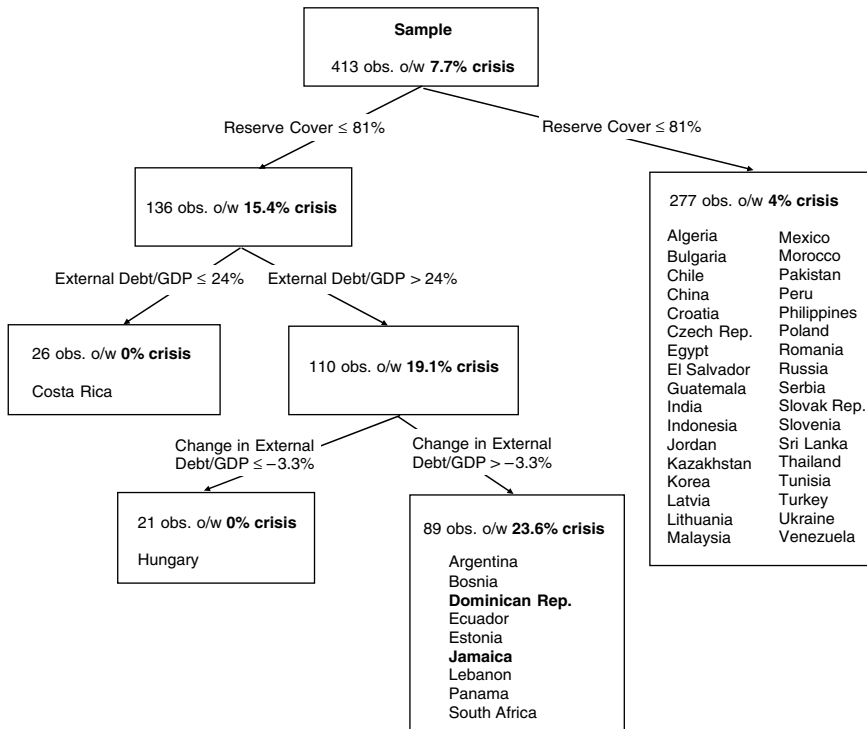 Sample
413 obs. o/w 7.7% crisis
Reserve Cover ≤ 81%
Reserve Cover ≤ 81%
136 obs. o/w 15.4% crisis
277 obs. o/w 4% crisis
Algeria
Bulgaria
Chile
China
Croatia
Czech Rep.
Egypt
El Salvador
Guatemala
India
Indonesia
Jordan
Kazakhstan
Korea
Latvia
Lithuania
Malaysia
Mexico
Morocco
Pakistan
Peru
Philippines
Poland
Romania
Russia
Serbia
Slovak Rep.
Slovenia
Sri Lanka
Thailand
Tunisia
Turkey
Ukraine
Venezuela
External Debt/GDP ≤ 24%
External Debt/GDP > 24%
26 obs. o/w 0% crisis
Costa Rica
110 obs. o/w 19.1% crisis
Change in External
Debt/GDP ≤ −3.3%
Change in External
Debt/GDP > −3.3%
21 obs. o/w 0% crisis
Hungary
89 obs. o/w 23.6% crisis
Argentina
Bosnia
Dominican Rep.
Ecuador
Estonia
Jamaica
Lebanon
Panama
South Africa